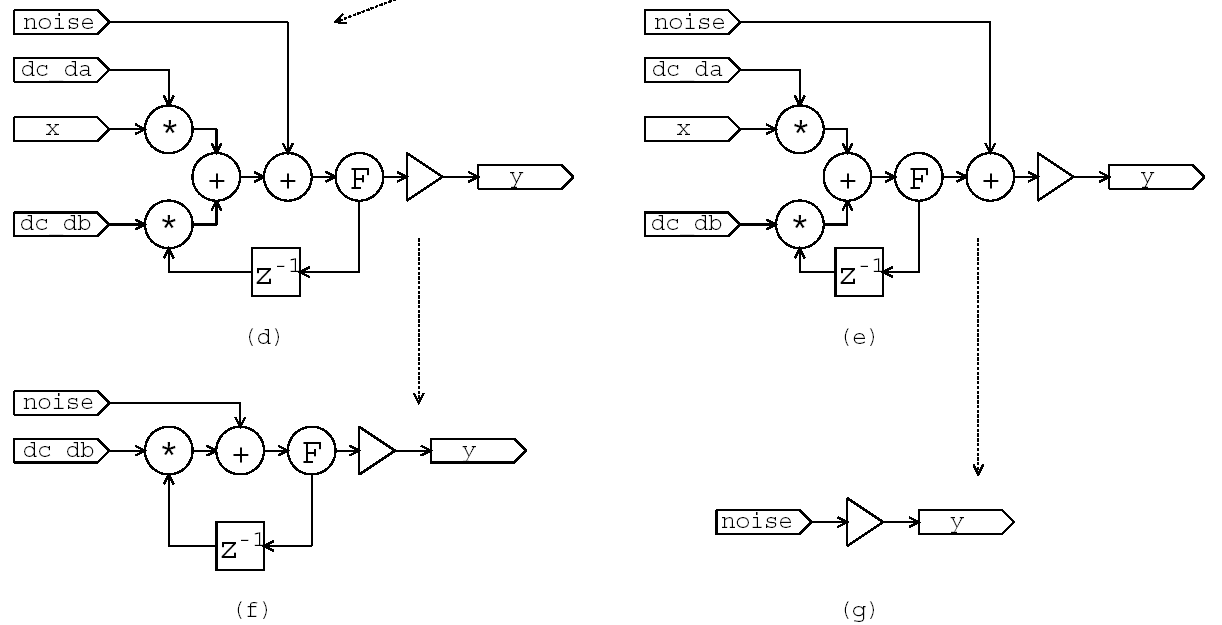 noise
dc da
x
*
+
+
F
y
dc db
*
z-1
(d)
noise
dc da
x
*
+
F
+
y
dc db
*
z-1
(e)
noise
dc db
*
+
F
y
z-1
(f)
noise
y
(g)